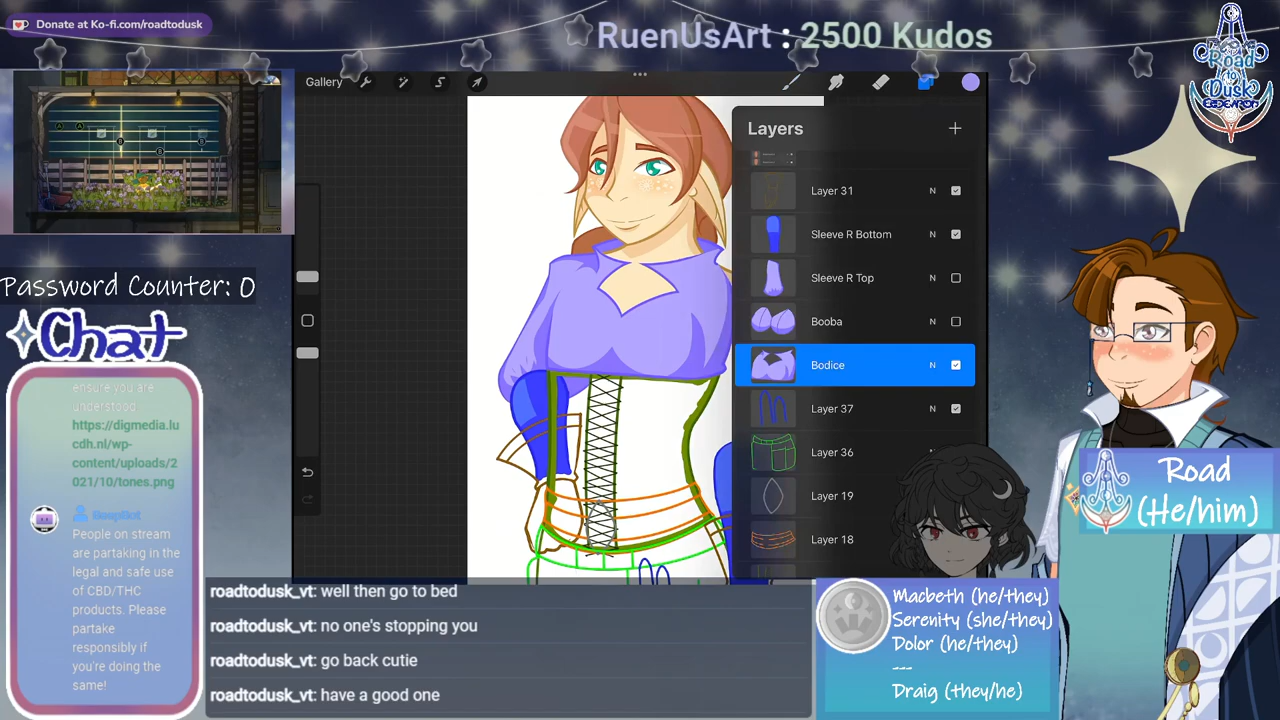 Donate at Ko-fi.com/roadtodusk
RuenUsArt : 2500 Kudos
Road
to
Dusk
Gallery
Layers
Layer 31 N
Sleeve R Bottom N
Sleeve R Top N
Booba N
Bodice N
Layer 37 N
Layer 36
Layer 19
Layer 18
Password Counter: 0
Chat
ensure you are
understood
https://digmedia.lu
cdh.nl/wp-
content/uploads/2
021/10/tones.png
People on stream
are partaking in the
legal and safe use
of CBD/THC
products. Please
partake
responsibly if
you're doing the
same!
roadtodusk_vt: well then go to bed
roadtodusk_vt: no one's stopping you
roadtodusk_vt: go back cutie
roadtodusk_vt: have a good one
Road
(He/him)
Macbeth (he/they)
Serenity (she/they)
Dolor (he/they)
---
Draig (they/he)